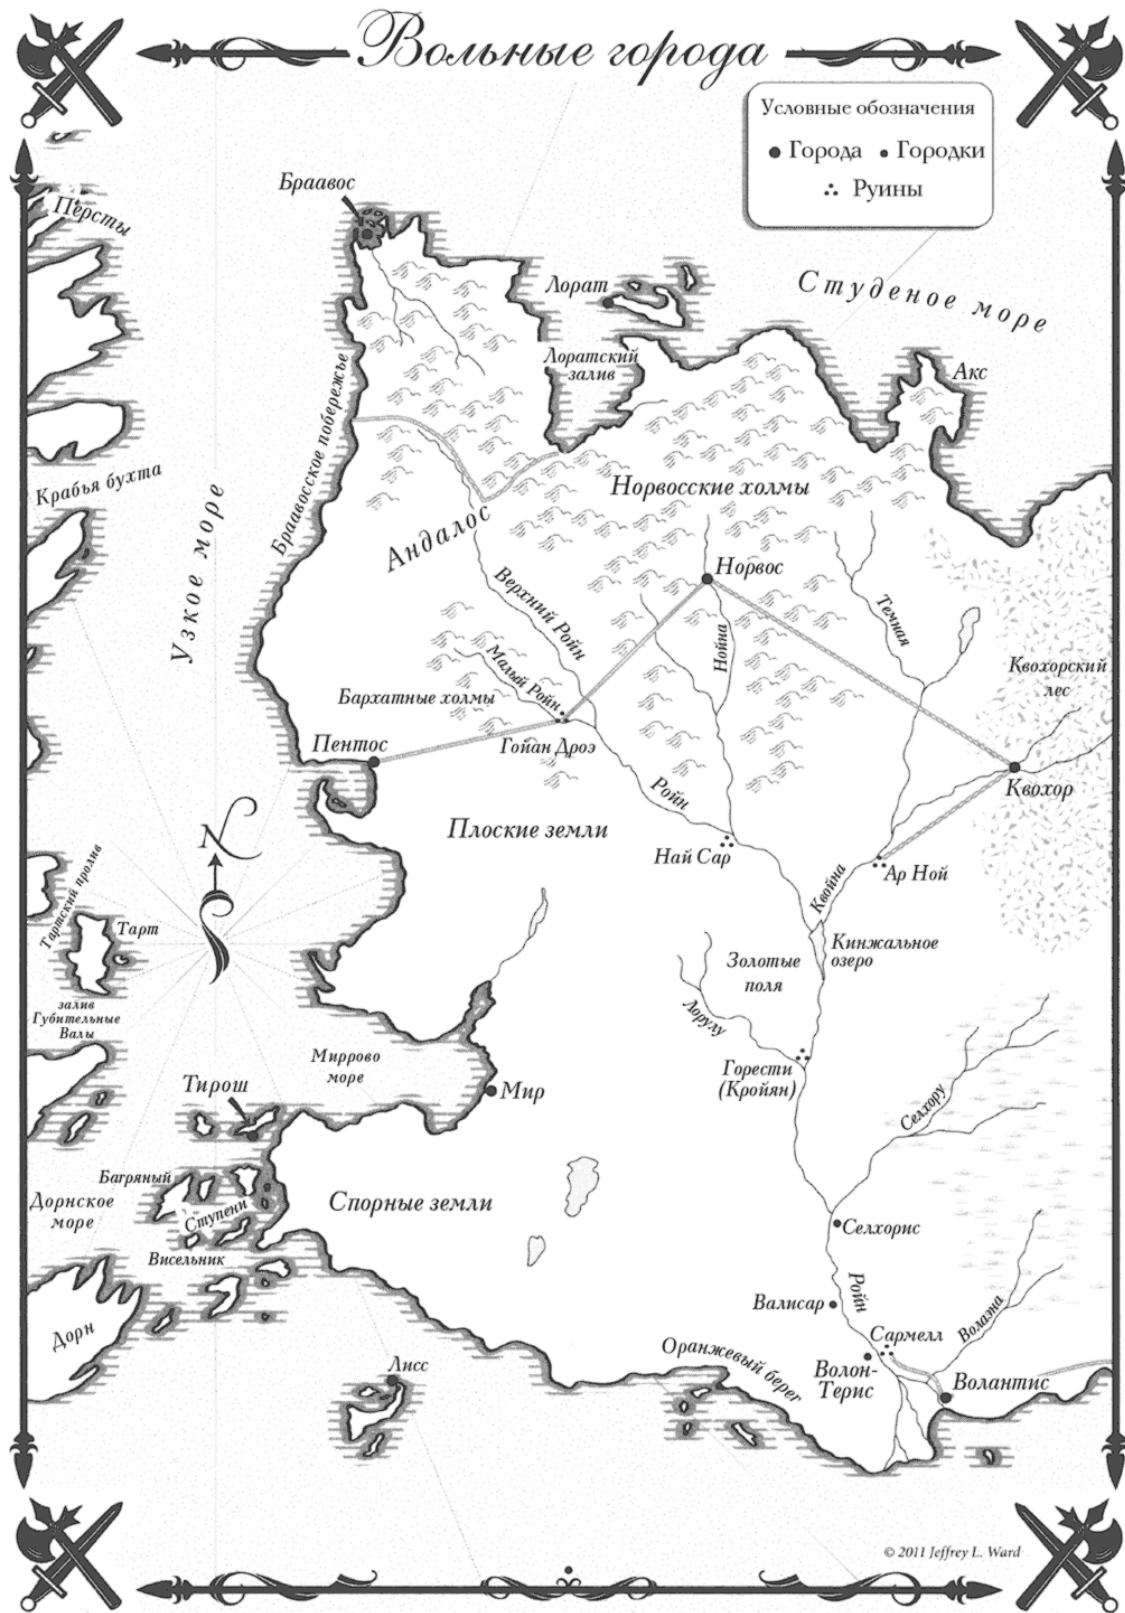 Вольные города
Условные обозначения
Города
Городки
Руины
Браавос
Персты
Лорат
Студеное море
Лоратский
залив
Акс
Браавосское побережье
Крабья бухта
Норвосские холмы
Андалос
Узкое море
Норвос
Верхний Ройн
Темная
Нойна
Малый Ройн
Квохорский
лес
Бархатные холмы
Пентос
Гойан Дроэ
Квохор
Ройн
N
Плоские земли
Най Сар
Ар Ной
Квойна
Тартский пролив
Тарт
Кинжальное
озеро
Золотые
поля
залив
Губительные
Валы
Лорулу
Миррово
море
Горести
(Кройян)
Тирош
Мир
Селхору
Багряный
Дорнское
море
Ступени
Спорные земли
Селхорис
Висельник
Ройн
Валисар
Волаэна
Сармелл
Дорн
Лисс
Оранжевый берег
Волон-
Терис
Волантис
© 2011 Jeffrey L. Ward